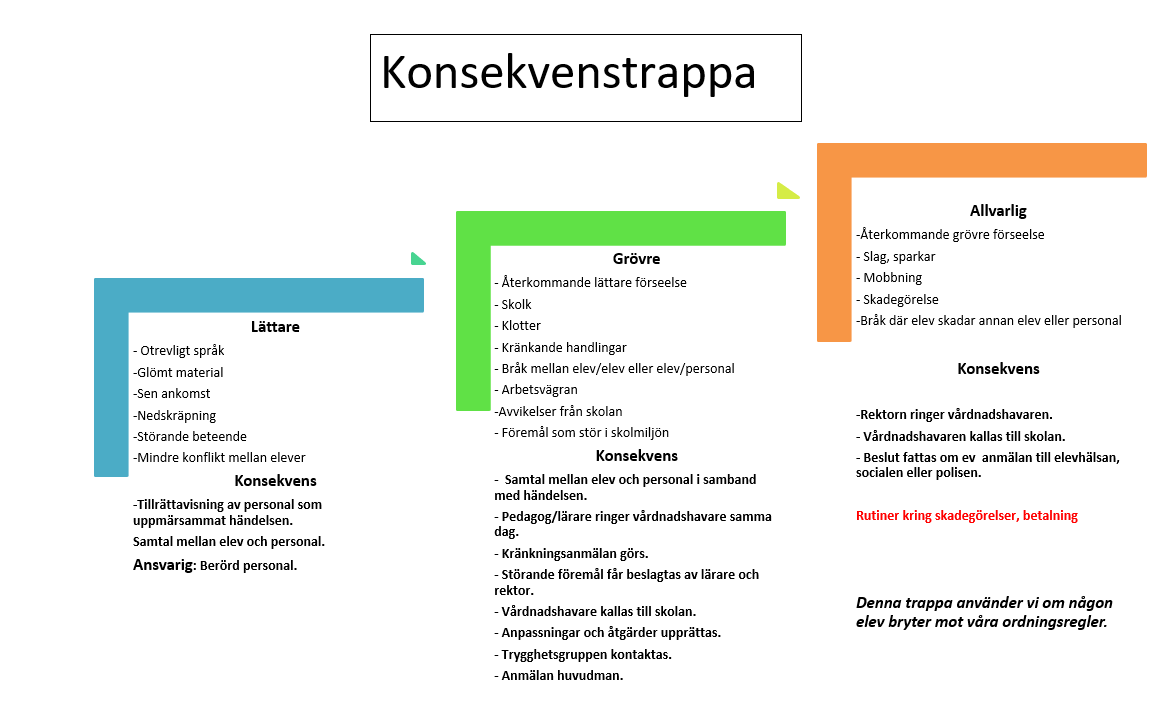 Konsekvenstrappa
Lättare
- Otrevligt språk
-Glömt material
-Sen ankomst
-Nedskräpning
-Störande beteende
-Mindre konflikt mellan elever
Konsekvens
-Tillrättavisning av personal som
uppmärsammat händelsen.
Samtal mellan elev och personal.
Ansvarig: Berörd personal.
Grövre
- Återkommande lättare förseelse
- Skolk
- Klotter
- Kränkande handlingar
- Bråk mellan elev/elev eller elev/personal
- Arbetsvägran
-Avvikelser från skolan
- Föremål som stör i skolmiljön
Konsekvens
- Samtal mellan elev och personal i samband
med händelsen.
- Pedagog/lärare ringer vårdnadshavare samma
dag.
- Kränkningsanmälan görs.
- Störande föremål får beslagtas av lärare och
rektor.
- Vårdnadshavare kallas till skolan.
- Anpassningar och åtgärder upprättas.
- Trygghetsgruppen kontaktas.
- Anmälan huvudman.
Allvarlig
-Återkommande grövre förseelse
- Slag, sparkar
- Mobbning
- Skadegörelse
-Bråk där elev skadar annan elev eller personal
Konsekvens
-Rektorn ringer vårdnadshavaren.
- Vårdnadshavaren kallas till skolan.
- Beslut fattas om ev anmälan till elevhälsan,
socialen eller polisen.
Rutiner kring skadegörelser, betalning
Denna trappa använder vi om någon
elev bryter mot våra ordningsregler.